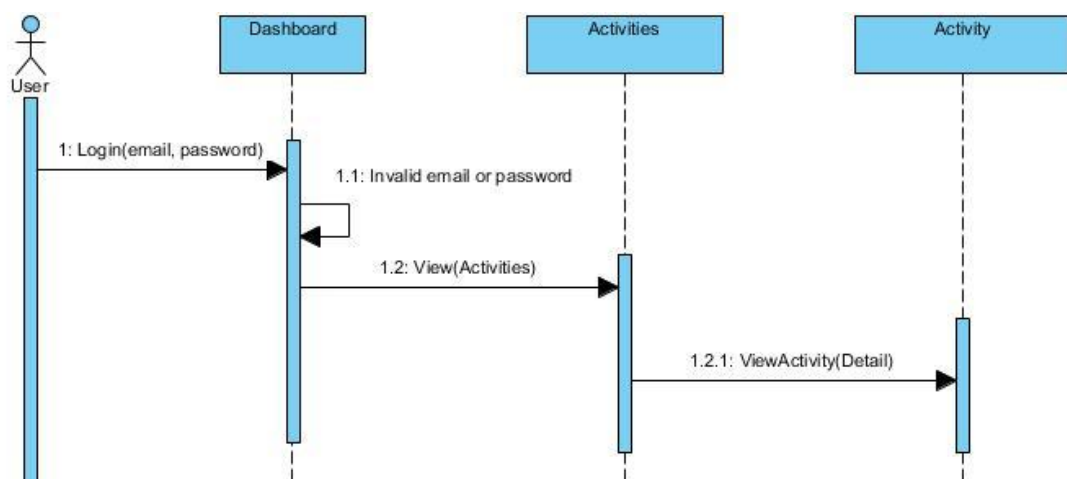 Dashboard
Activities
Activity
User
1: Login(email, password)
1.1: Invalid email or password
1.2: View(Activities)
1.2.1: ViewActivity(Detail)